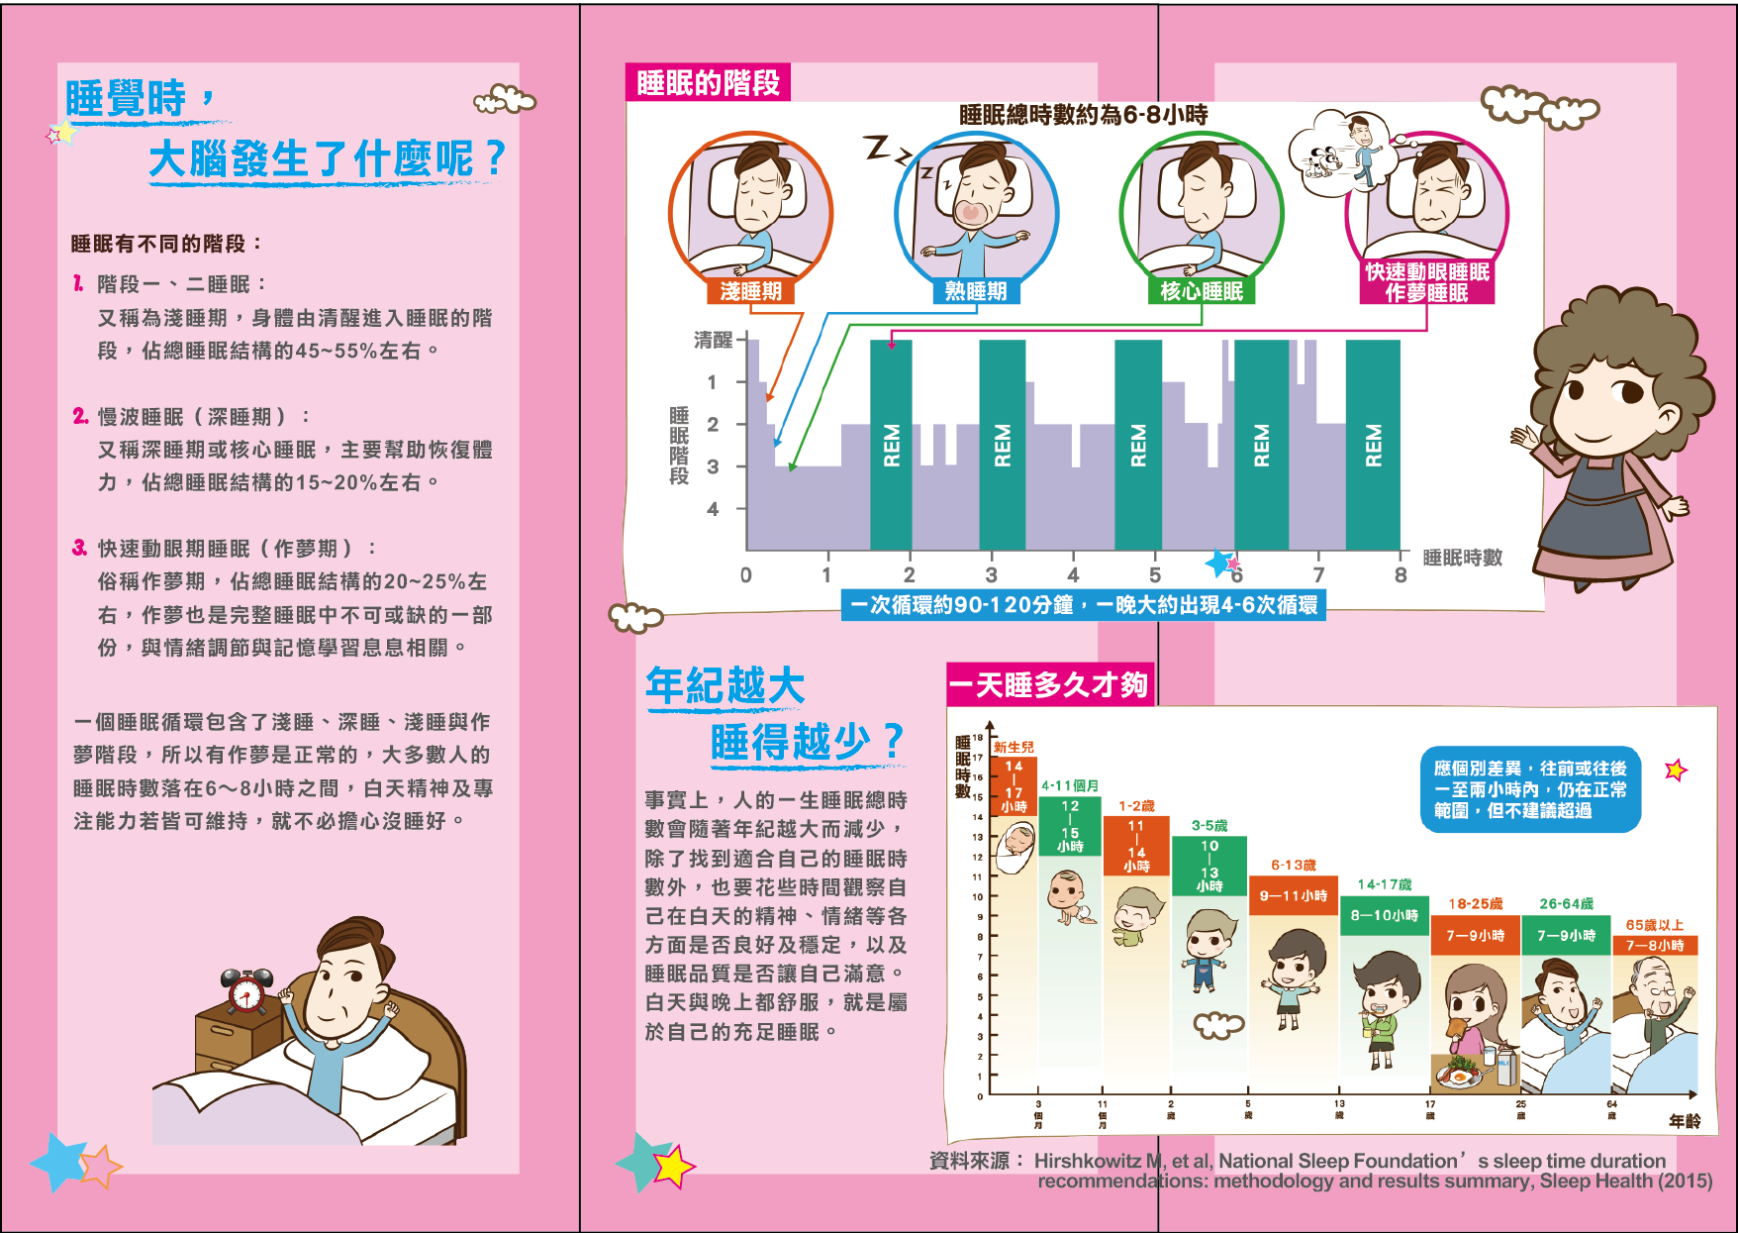 睡覺時，
大腦發生了什麼呢？
睡眠有不同的階段：
1. 階段一、二睡眠：
又稱為淺睡期，身體由清醒進入睡眠的階
段，佔總睡眠結構的45~55%左右。
2. 慢波睡眠（深睡期）：
又稱深睡期或核心睡眠，主要幫助恢復體
力，佔總睡眠結構的15~20%左右。
3. 快速動眼期睡眠（作夢期）：
俗稱作夢期，佔總睡眠結構的20~25%左
右，作夢也是完整睡眠中不可或缺的一部
份，與情緒調節與記憶學習息息相關。
一個睡眠循環包含了淺睡、深睡、淺睡與作
夢階段，所以有作夢是正常的，大多數人的
睡眠時數落在6～8小時之間，白天精神及專
注能力若皆可維持，就不必擔心沒睡好。
睡眠的階段
睡眠總時數約為6-8小時
Z z
z z
淺睡期
熟睡期
核心睡眠
快速動眼睡眠
作夢睡眠
睡眠階段
清醒
1
2
3
4
REM
REM
REM
REM
REM
0 1 2 3 4 5 6 7 8
睡眠時數
一次循環約90-120分鐘，一晚大約出現4-6次循環
年紀越大
睡得越少？
事實上，人的一生睡眠總時
數會隨著年紀越大而減少，
除了找到適合自己的睡眠時
數外，也要花些時間觀察自
己在白天的精神、情緒等各
方面是否良好及穩定，以及
睡眠品質是否讓自己滿意。
白天與晚上都舒服，就是屬
於自己的充足睡眠。
一天睡多久才夠
睡眠時數
18
17
16
15
14
13
12
11
10
9
8
7
6
5
4
3
2
1
0
新生兒
14
|
17
小時
4-11個月
12
|
15
小時
1-2歲
11
|
14
小時
3-5歲
10
|
13
小時
6-13歲
9—11小時
14-17歲
8—10小時
18-25歲
7—9小時
26-64歲
7—9小時
65歲以上
7—8小時
應個別差異，往前或往後
一至兩小時內，仍在正常
範圍，但不建議超過
3個月
11個月
2歲
5歲
13歲
17歲
25歲
64歲
年齡
資料來源： Hirshkowitz M, et al, National Sleep Foundation’s sleep time duration
recommendations: methodology and results summary, Sleep Health (2015)